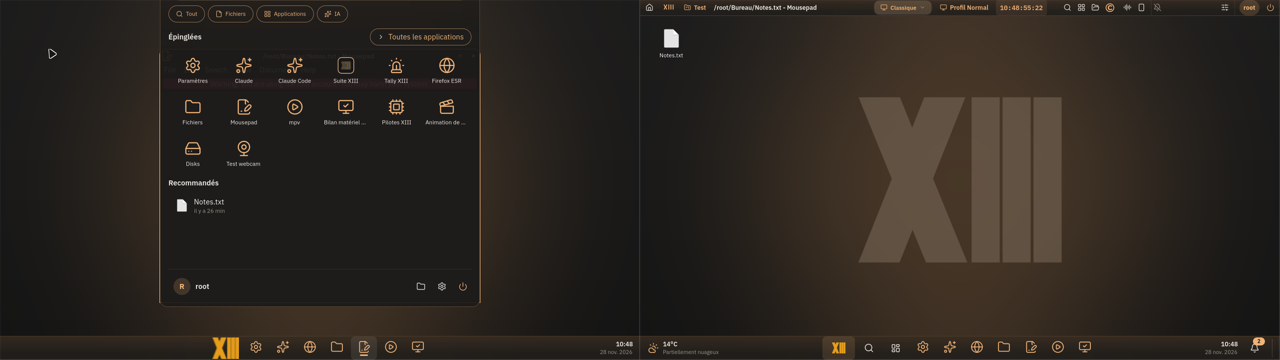 Tout Fichiers Applications IA
Épinglées Toutes les applications
Paramètres Claude Claude Code Suite XIII Tally XIII Firefox ESR
Fichiers Mousepad mpv Bilan matériel ... Pilotes XIII Animation de ...
Disks Test webcam
Recommandés
Notes.txt
Il y a 26 min
R root
XIII
10:48
28 nov. 2026
XIII Test /root/Bureau/Notes.txt - Mousepad Classique Profil Normal 10:48:55:22 root
Notes.txt
XIII
14°C
Partiellement nuageux
XIII
10:48
28 nov. 2026
2